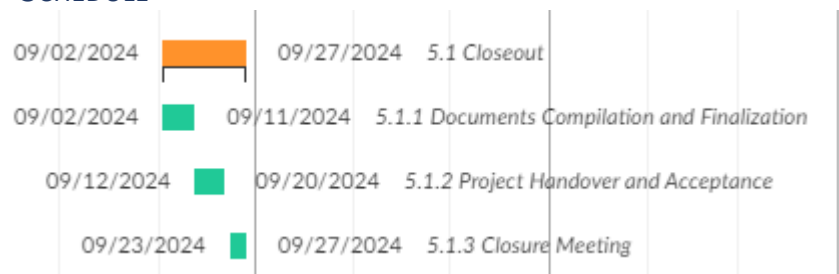 09/02/2024 09/27/2024 5.1 Closeout
09/02/2024 09/11/2024 5.1.1 Documents Compilation and Finalization
09/12/2024 09/20/2024 5.1.2 Project Handover and Acceptance
09/23/2024 09/27/2024 5.1.3 Closure Meeting